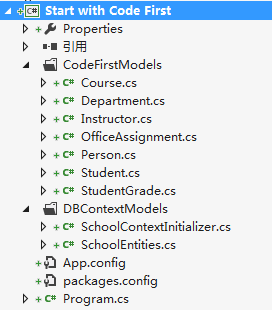 Start with Code First
Properties
引用
CodeFirstModels
Course.cs
Department.cs
Instructor.cs
OfficeAssignment.cs
Person.cs
Student.cs
StudentGrade.cs
DBContextModels
SchoolContextInitializer.cs
SchoolEntities.cs
App.config
packages.config
Program.cs